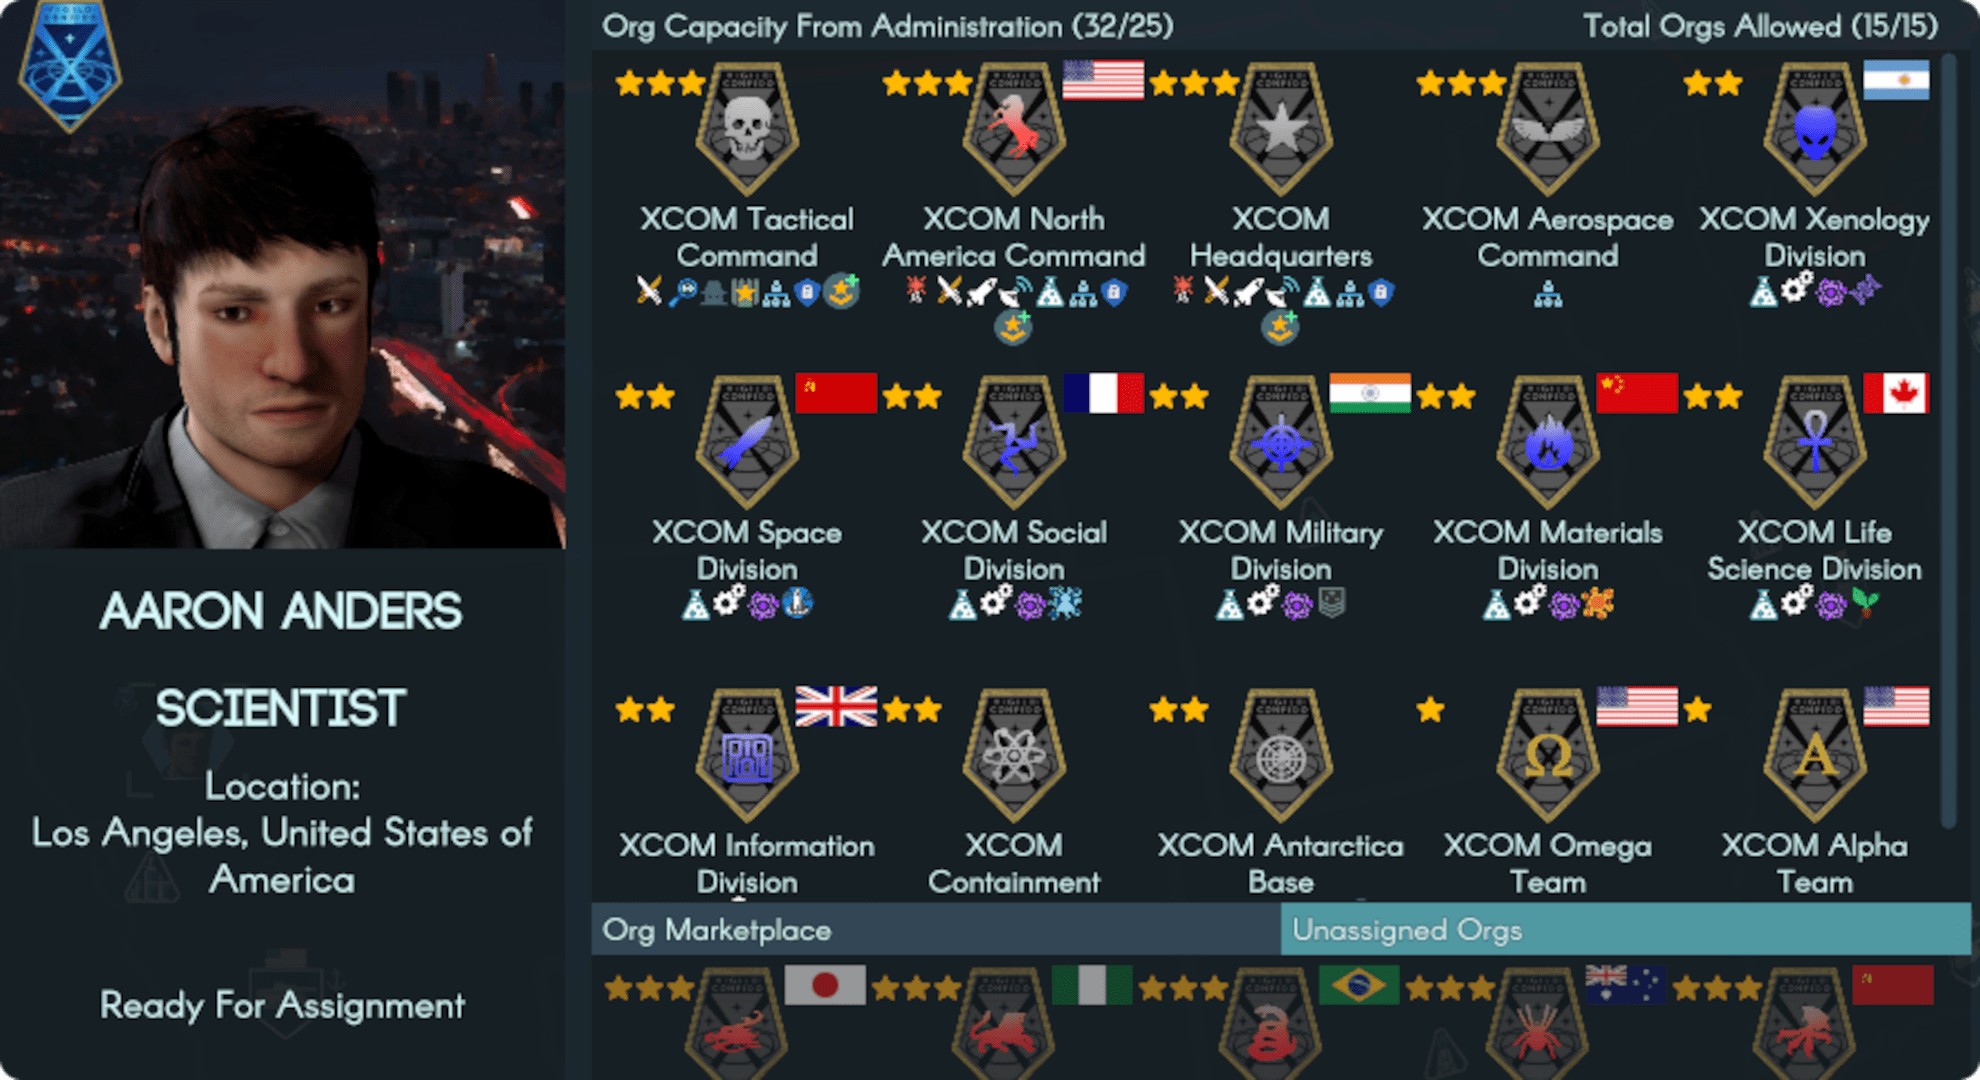 Org Capacity From Administration (32/25)
Total Orgs Allowed (15/15)
XCOM Tactical
Command
XCOM North
America Command
XCOM
Headquarters
XCOM Aerospace
Command
XCOM Xenology
Division
XCOM Space
Division
XCOM Social
Division
XCOM Military
Division
XCOM Materials
Division
XCOM Life
Science Division
XCOM Information
Division
XCOM
Containment
XCOM Antarctica
Base
Ω
XCOM Omega
Team
A
XCOM Alpha
Team
AARON ANDERS
SCIENTIST
Location:
Los Angeles, United States of
America
Ready For Assignment
Org Marketplace
Unassigned Orgs